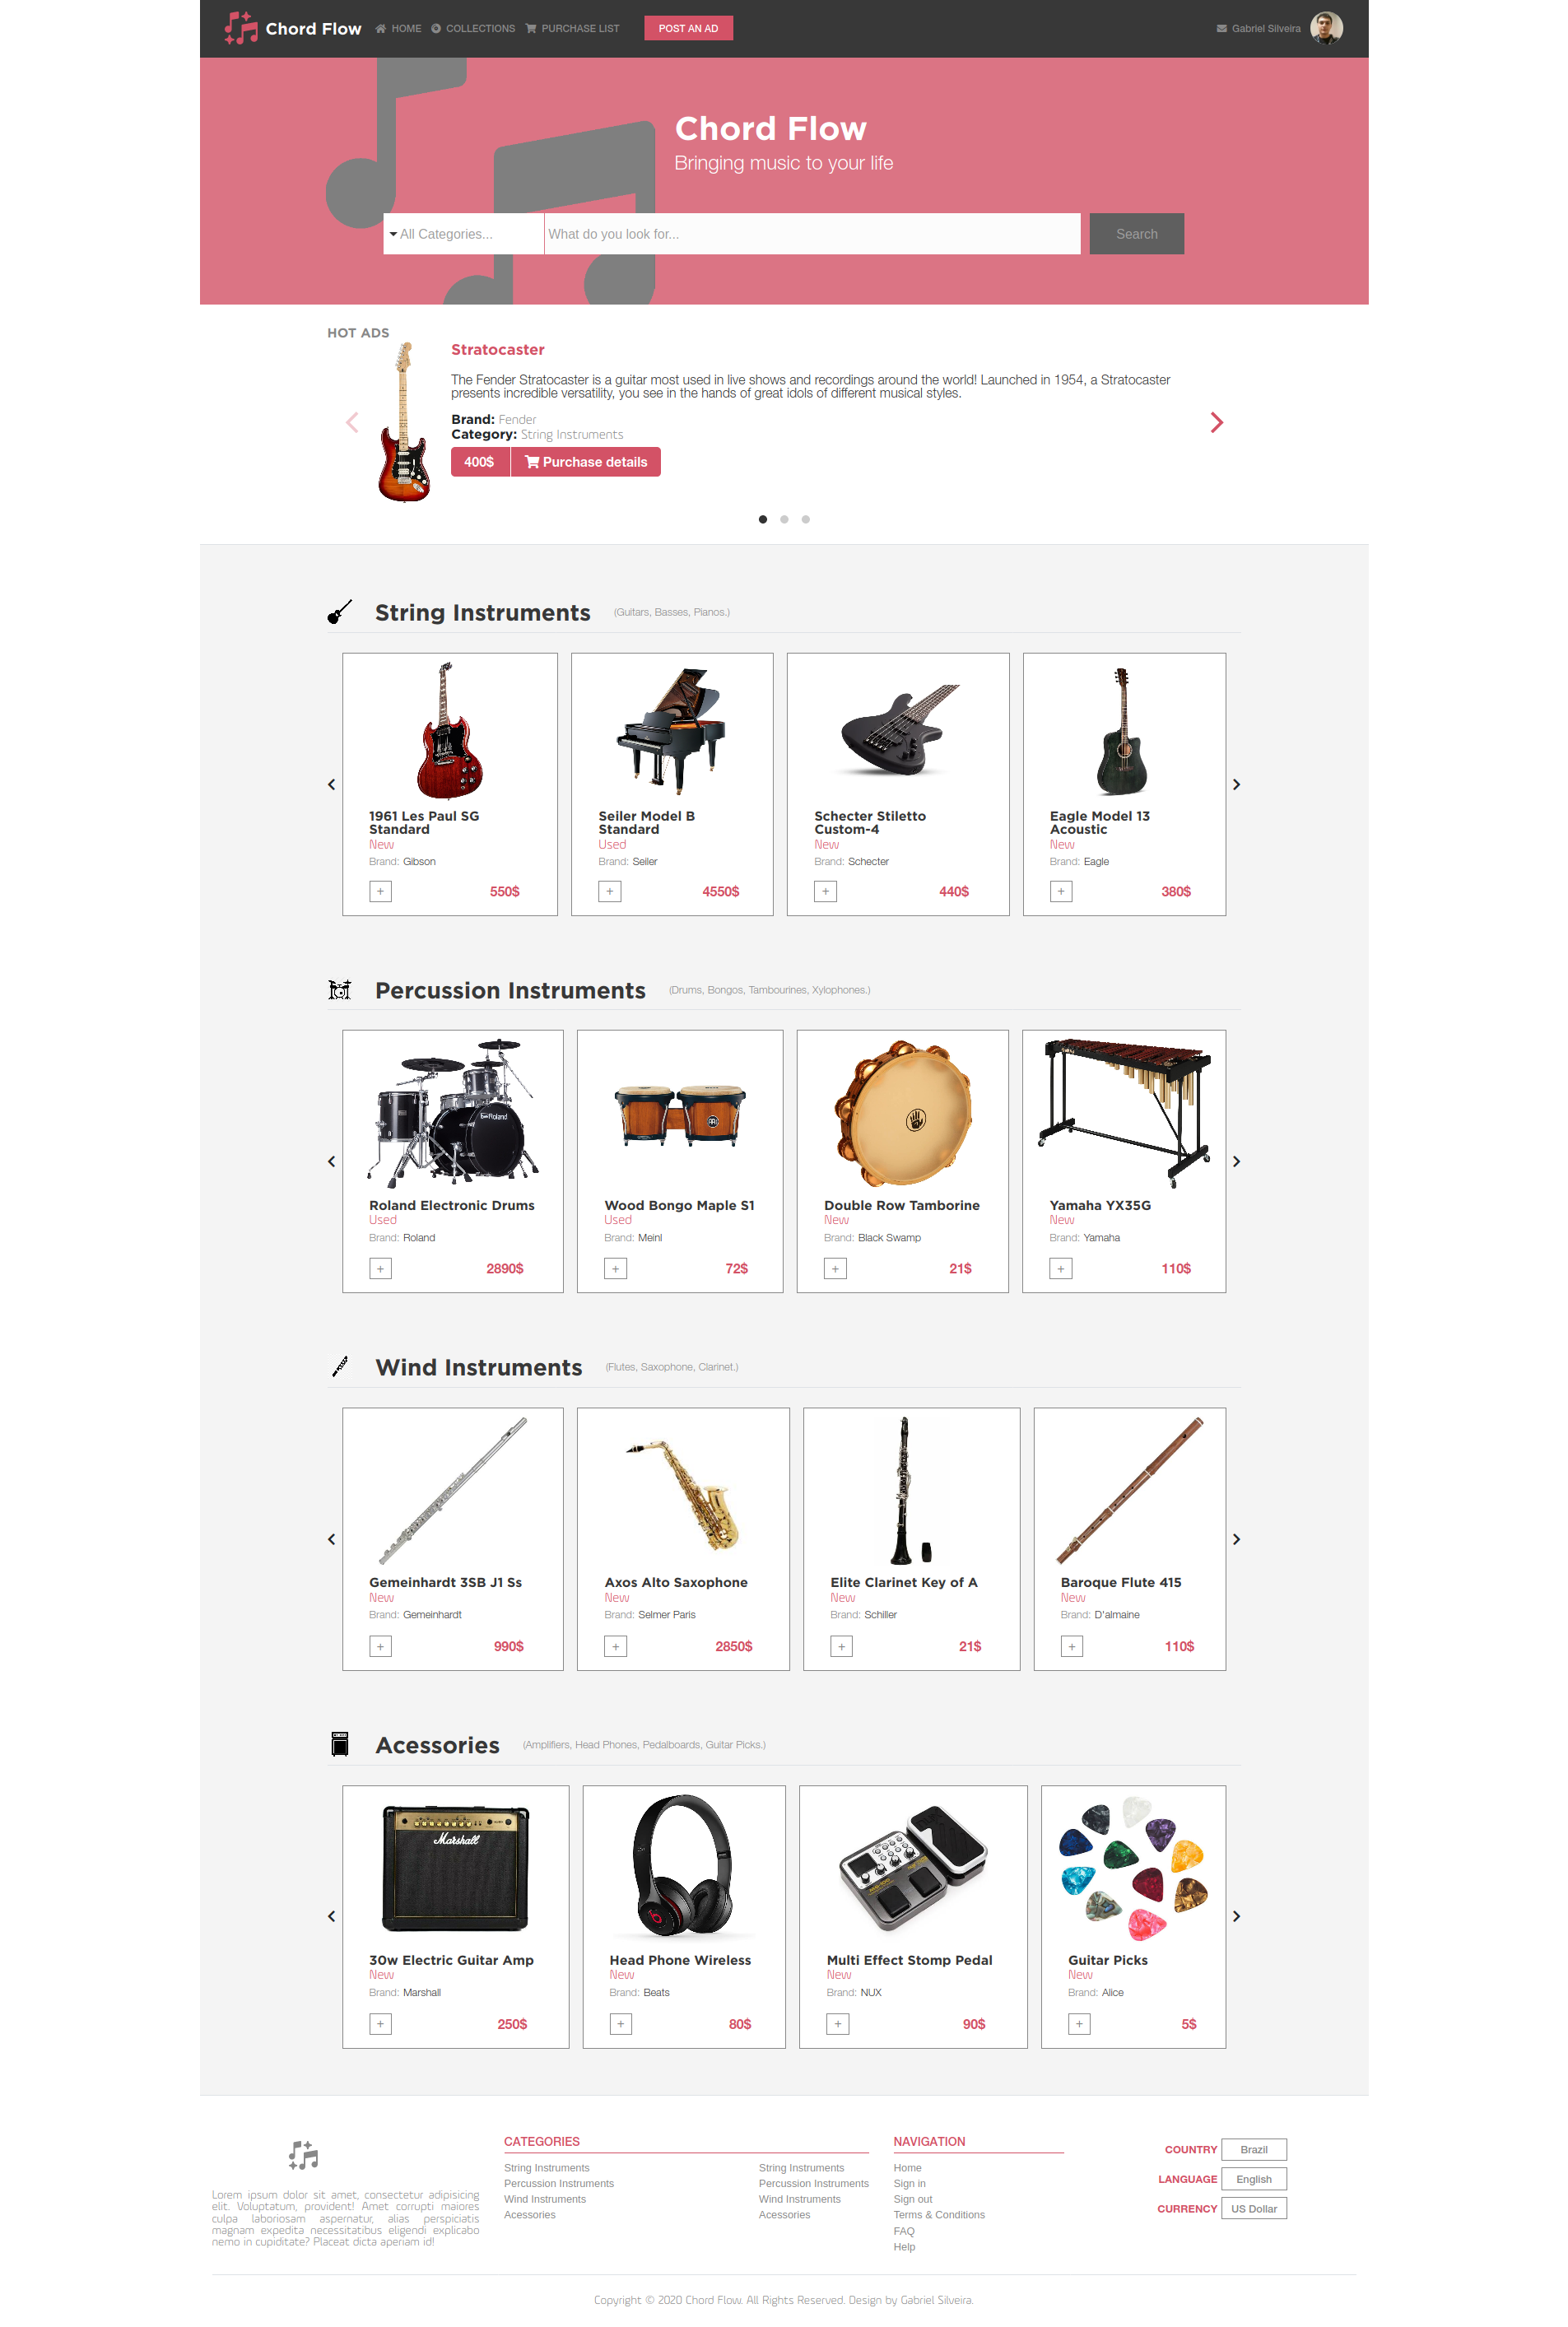 Chord Flow HOME COLLECTIONS PURCHASE LIST POST AN AD Gabriel Silveira
Chord Flow
Bringing music to your life
All Categories... What do you look for... Search
HOT ADS
Stratocaster
The Fender Stratocaster is a guitar most used in live shows and recordings around the world! Launched in 1954, a Stratocaster
presents incredible versatility, you see in the hands of great idols of different musical styles.
Brand: Fender
Category: String Instruments
400$ Purchase details
String Instruments (Guitars, Basses, Pianos.)
1961 Les Paul SG
Standard
New
Brand: Gibson
+ 550$
Seiler Model B
Standard
Used
Brand: Seiler
+ 4550$
Schecter Stiletto
Custom-4
New
Brand: Schecter
+ 440$
Eagle Model 13
Acoustic
New
Brand: Eagle
+ 380$
Percussion Instruments (Drums, Bongos, Tambourines, Xylophones.)
Roland
Roland Electronic Drums
Used
Brand: Roland
+ 2890$
Wood Bongo Maple S1
Used
Brand: Meinl
+ 72$
Double Row Tamborine
New
Brand: Black Swamp
+ 21$
Yamaha YX35G
New
Brand: Yamaha
+ 110$
Wind Instruments (Flutes, Saxophone, Clarinet.)
Gemeinhardt 3SB J1 Ss
New
Brand: Gemeinhardt
+ 990$
Axos Alto Saxophone
New
Brand: Selmer Paris
+ 2850$
Elite Clarinet Key of A
New
Brand: Schiller
+ 21$
Baroque Flute 415
New
Brand: D'almaine
+ 110$
Acessories (Amplifiers, Head Phones, Pedalboards, Guitar Picks.)
Marshall
30w Electric Guitar Amp
New
Brand: Marshall
+ 250$
Head Phone Wireless
New
Brand: Beats
+ 80$
Multi Effect Stomp Pedal
New
Brand: NUX
+ 90$
Guitar Picks
New
Brand: Alice
+ 5$
Lorem ipsum dolor sit amet, consectetur adipisicing
elit. Voluptatum, provident! Amet corrupti maiores
culpa laboriosam aspernatur, alias perspiciatis
magnam expedita necessitatibus eligendi explicabo
nemo in cupiditate? Placeat dicta aperiam id!
CATEGORIES
String Instruments String Instruments
Percussion Instruments Percussion Instruments
Wind Instruments Wind Instruments
Acessories Acessories
NAVIGATION
Home
Sign in
Sign out
Terms & Conditions
FAQ
Help
COUNTRY Brazil
LANGUAGE English
CURRENCY US Dollar
Copyright © 2020 Chord Flow. All Rights Reserved. Design by Gabriel Silveira.